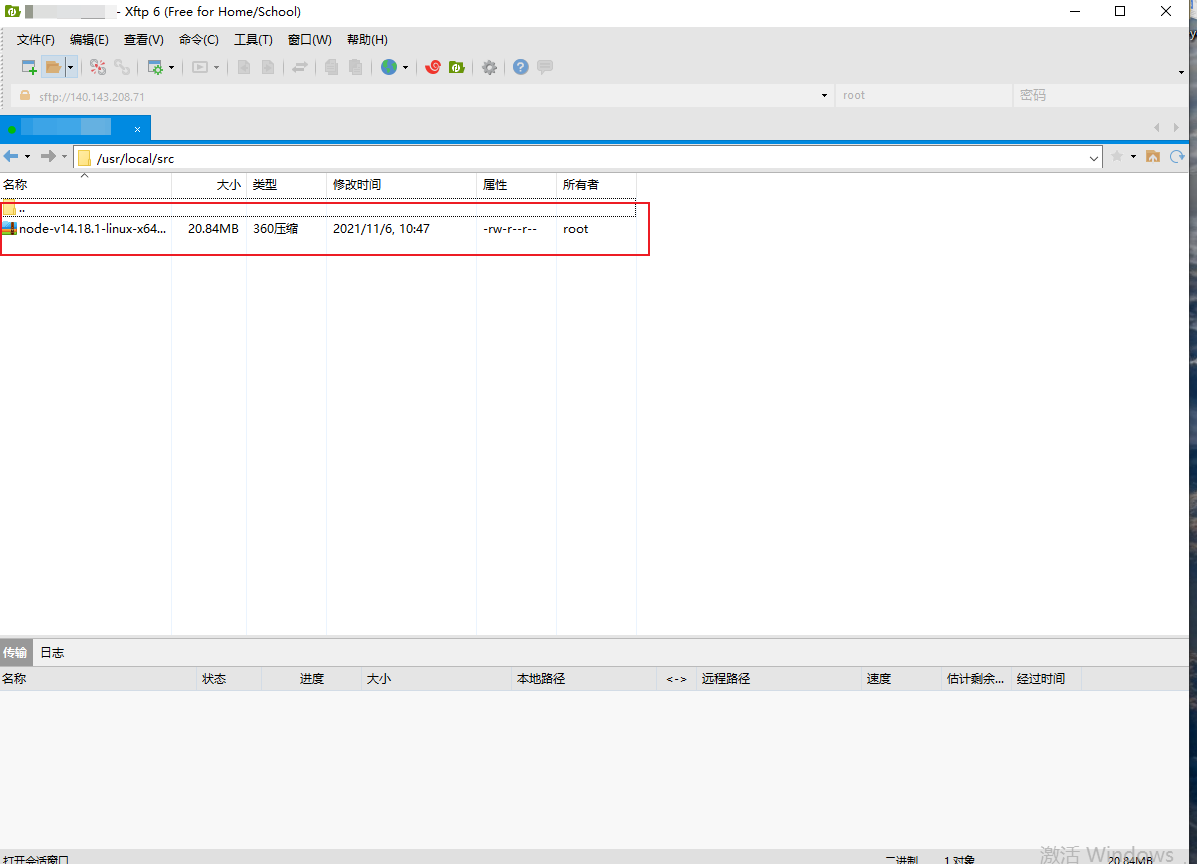 - Xftp 6 (Free for Home/School)
文件(F) 编辑(E) 查看(V) 命令(C) 工具(T) 窗口(W) 帮助(H)
sftp://140.143.208.71 root 密码
/usr/local/src
名称 大小 类型 修改时间 属性 所有者
..
node-v14.18.1-linux-x64... 20.84MB 360压缩 2021/11/6, 10:47 -rw-r--r-- root
传输 日志
名称 状态 进度 大小 本地路径 <-> 远程路径 速度 估计剩余... 经过时间
激活 Windows
打开会话窗口 二进制 1 对象 20.84MB